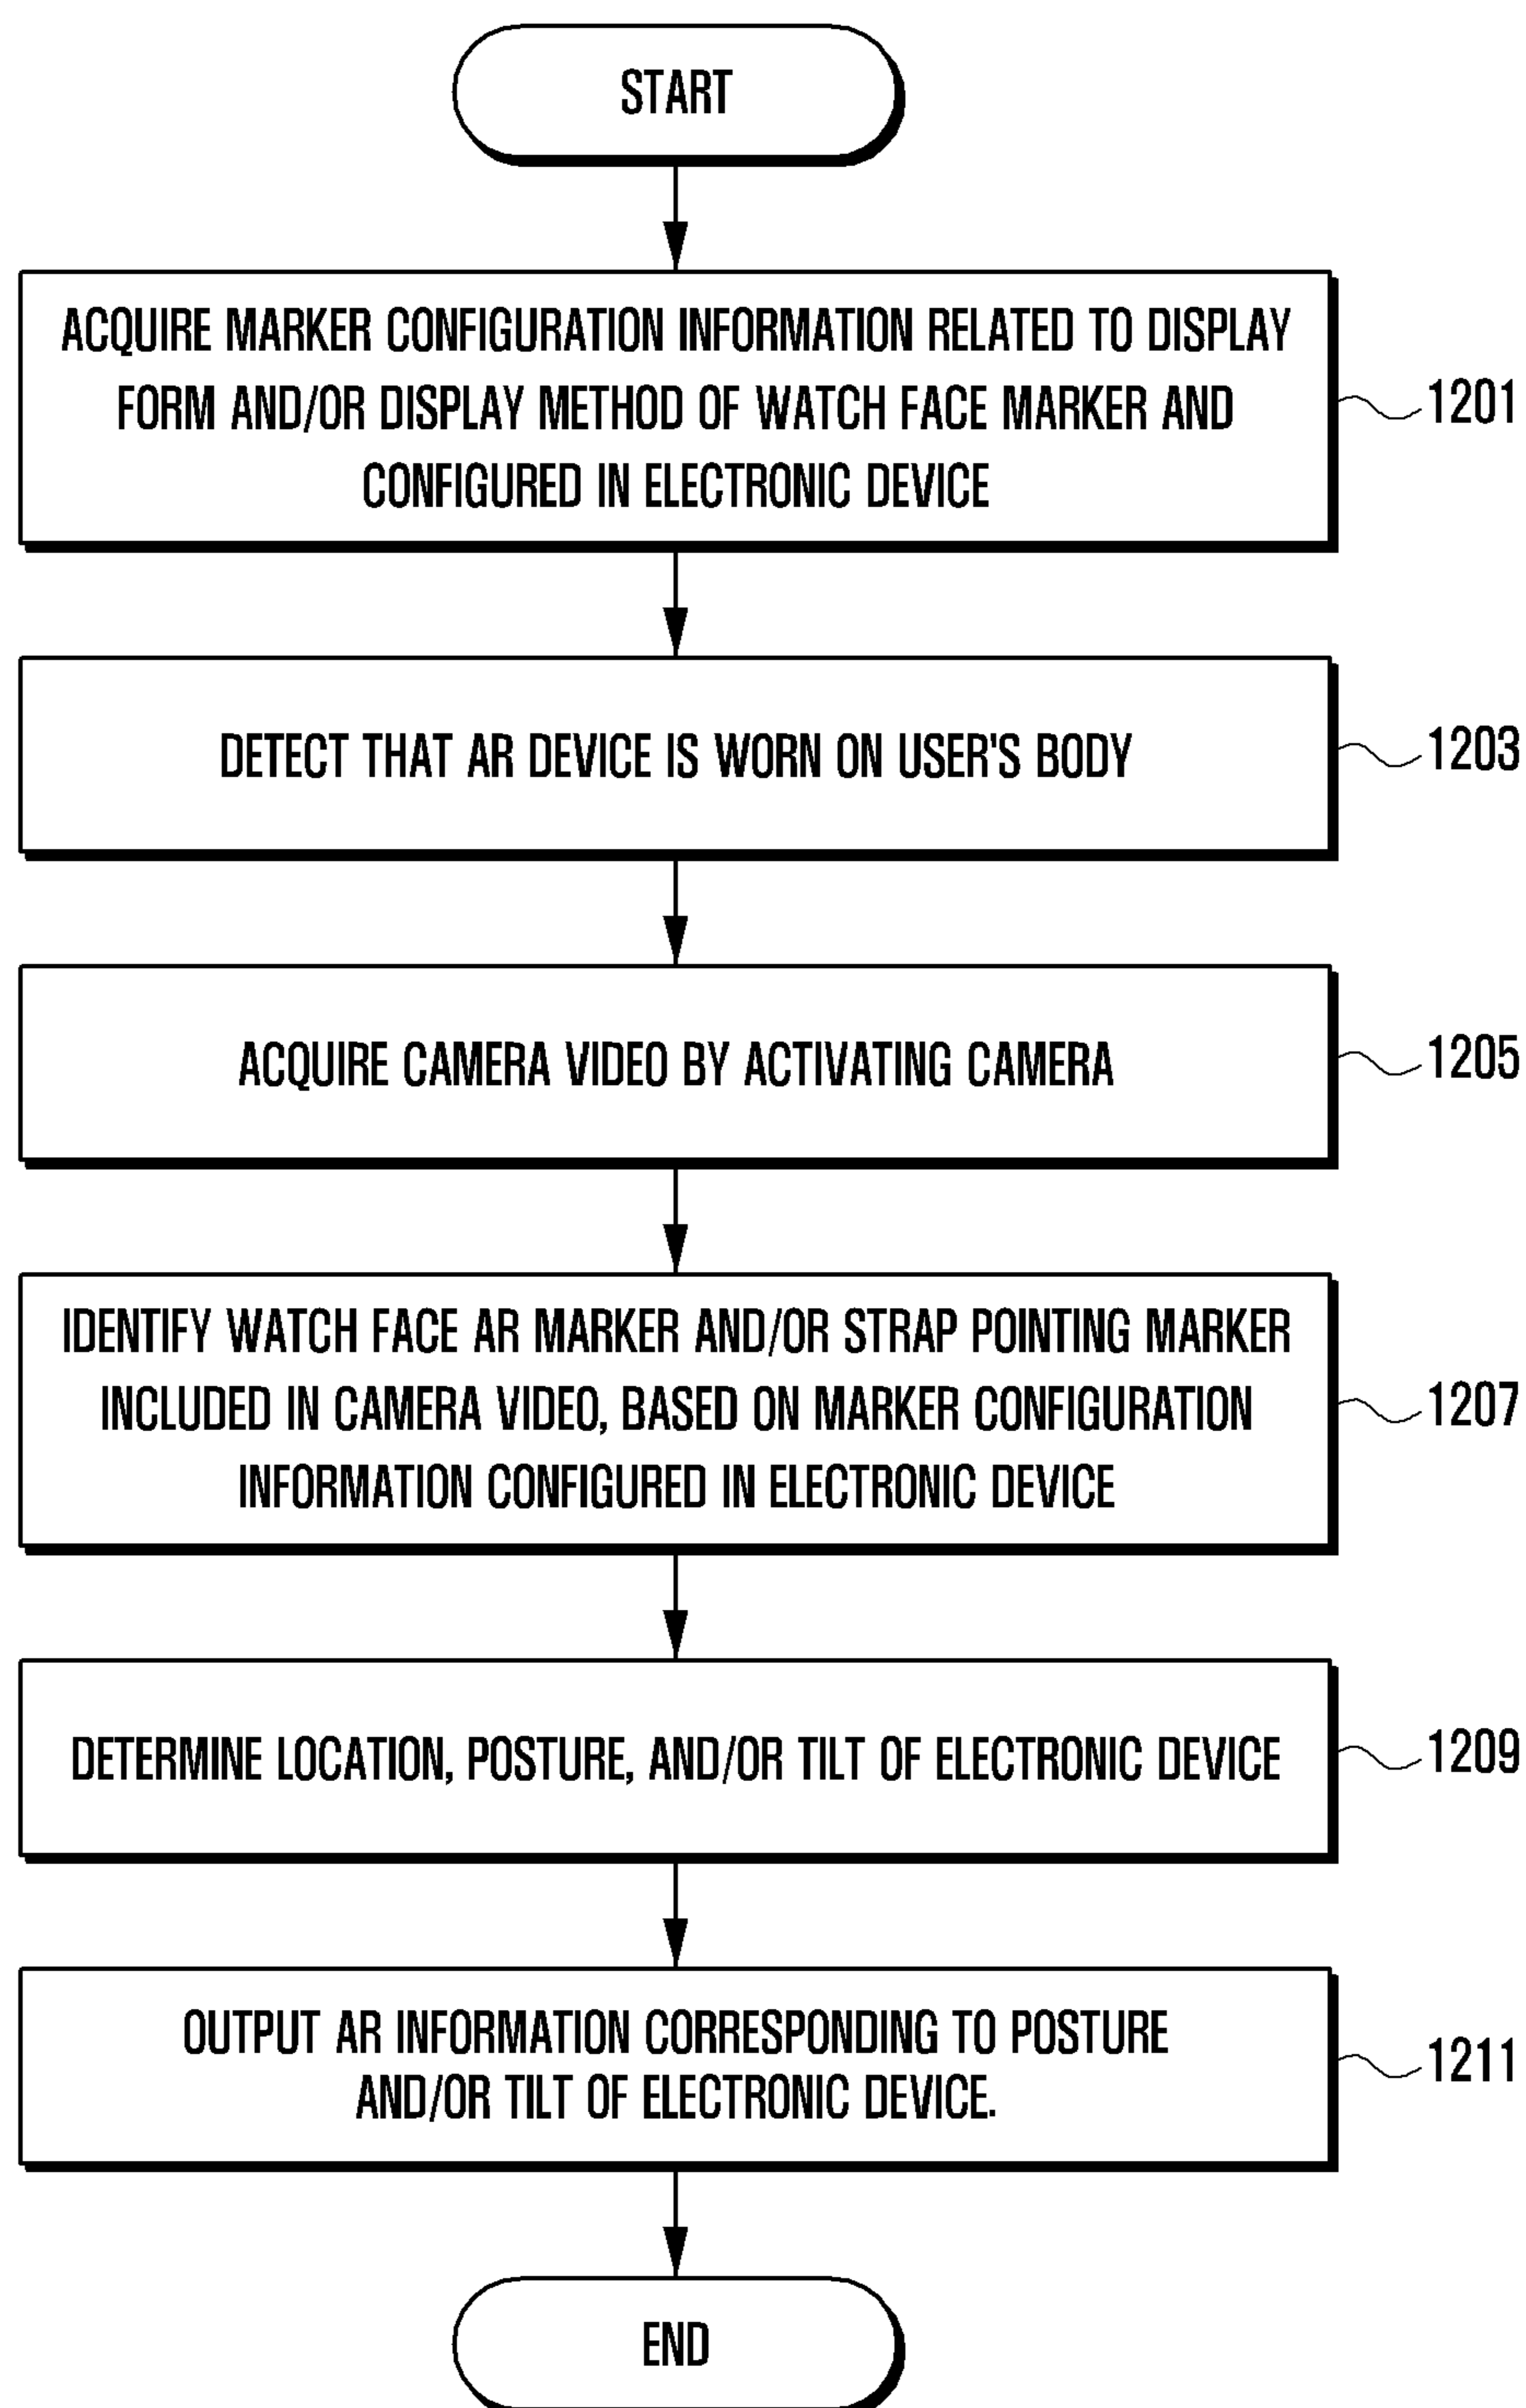 START
ACQUIRE MARKER CONFIGURATION INFORMATION RELATED TO DISPLAY
FORM AND/OR DISPLAY METHOD OF WATCH FACE MARKER AND
CONFIGURED IN ELECTRONIC DEVICE
1201
DETECT THAT AR DEVICE IS WORN ON USER'S BODY
1203
ACQUIRE CAMERA VIDEO BY ACTIVATING CAMERA
1205
IDENTIFY WATCH FACE AR MARKER AND/OR STRAP POINTING MARKER
INCLUDED IN CAMERA VIDEO, BASED ON MARKER CONFIGURATION
INFORMATION CONFIGURED IN ELECTRONIC DEVICE
1207
DETERMINE LOCATION, POSTURE, AND/OR TILT OF ELECTRONIC DEVICE
1209
OUTPUT AR INFORMATION CORRESPONDING TO POSTURE
AND/OR TILT OF ELECTRONIC DEVICE.
1211
END